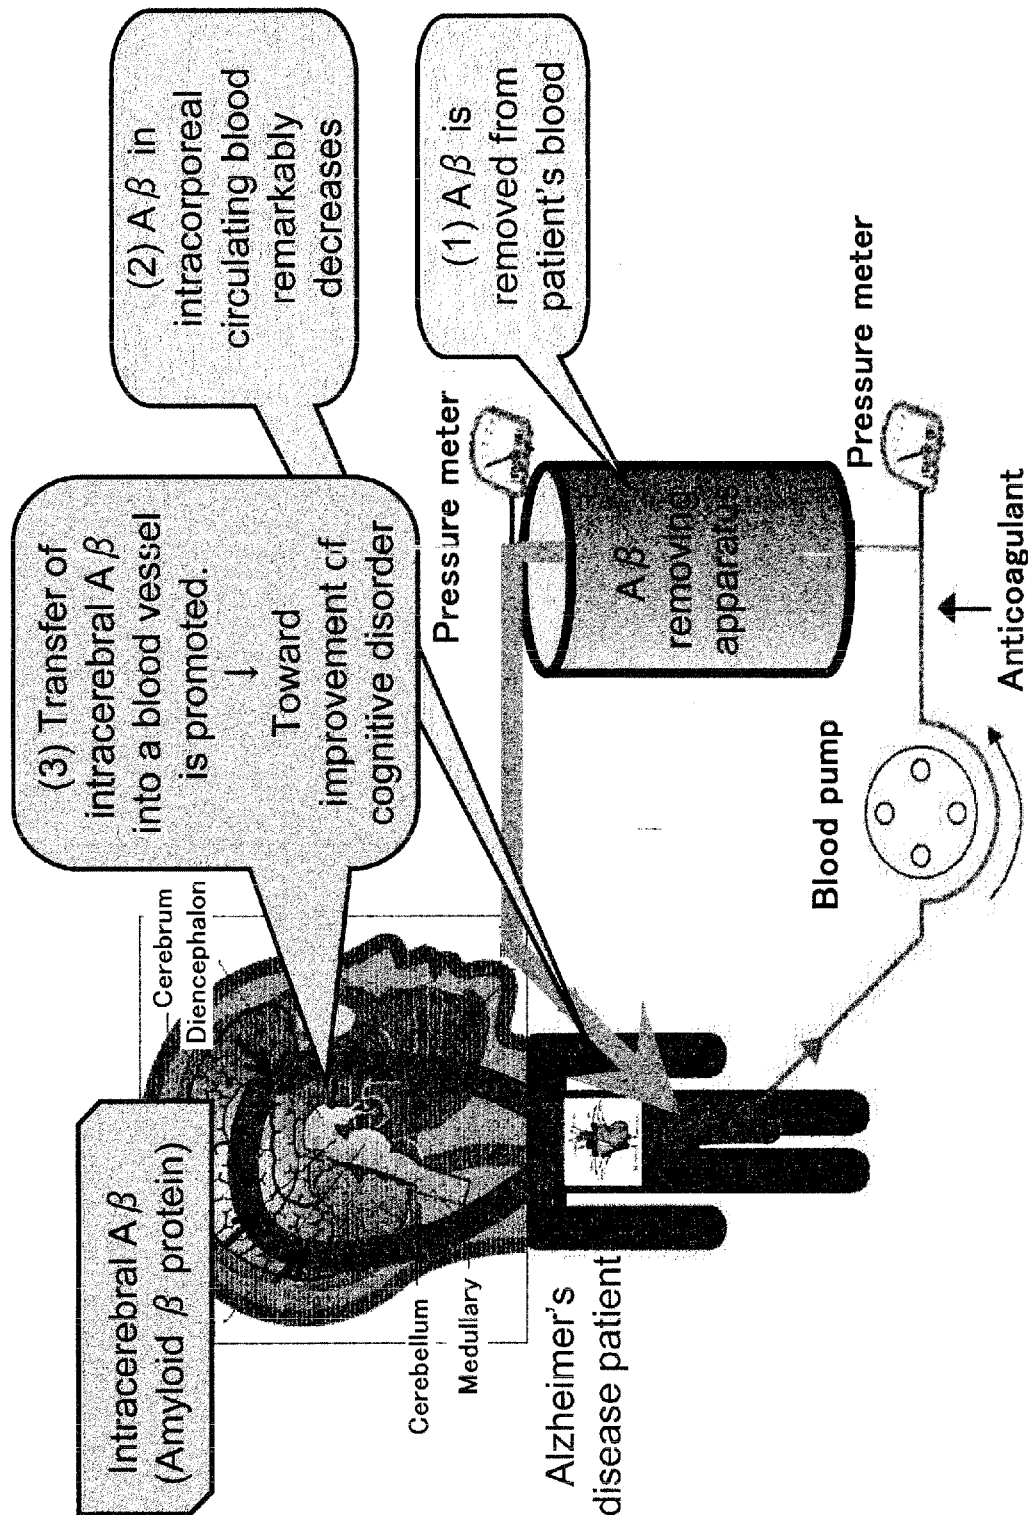 Intracerebral Aβ
(Amyloid β protein)
Cerebrum
Diencephalon
Cerebellum
Medullary
Alzheimer's
disease patient
(3) Transfer of
intracerebral Aβ
into a blood vessel
is promoted.
↓
Toward
improvement of
cognitive disorder
(2) Aβ in
intracorporeal
circulating blood
remarkably
decreases
(1) Aβ is
removed from
patient's blood
Pressure meter
Aβ
removing
apparatus
Pressure meter
Blood pump
Anticoagulant